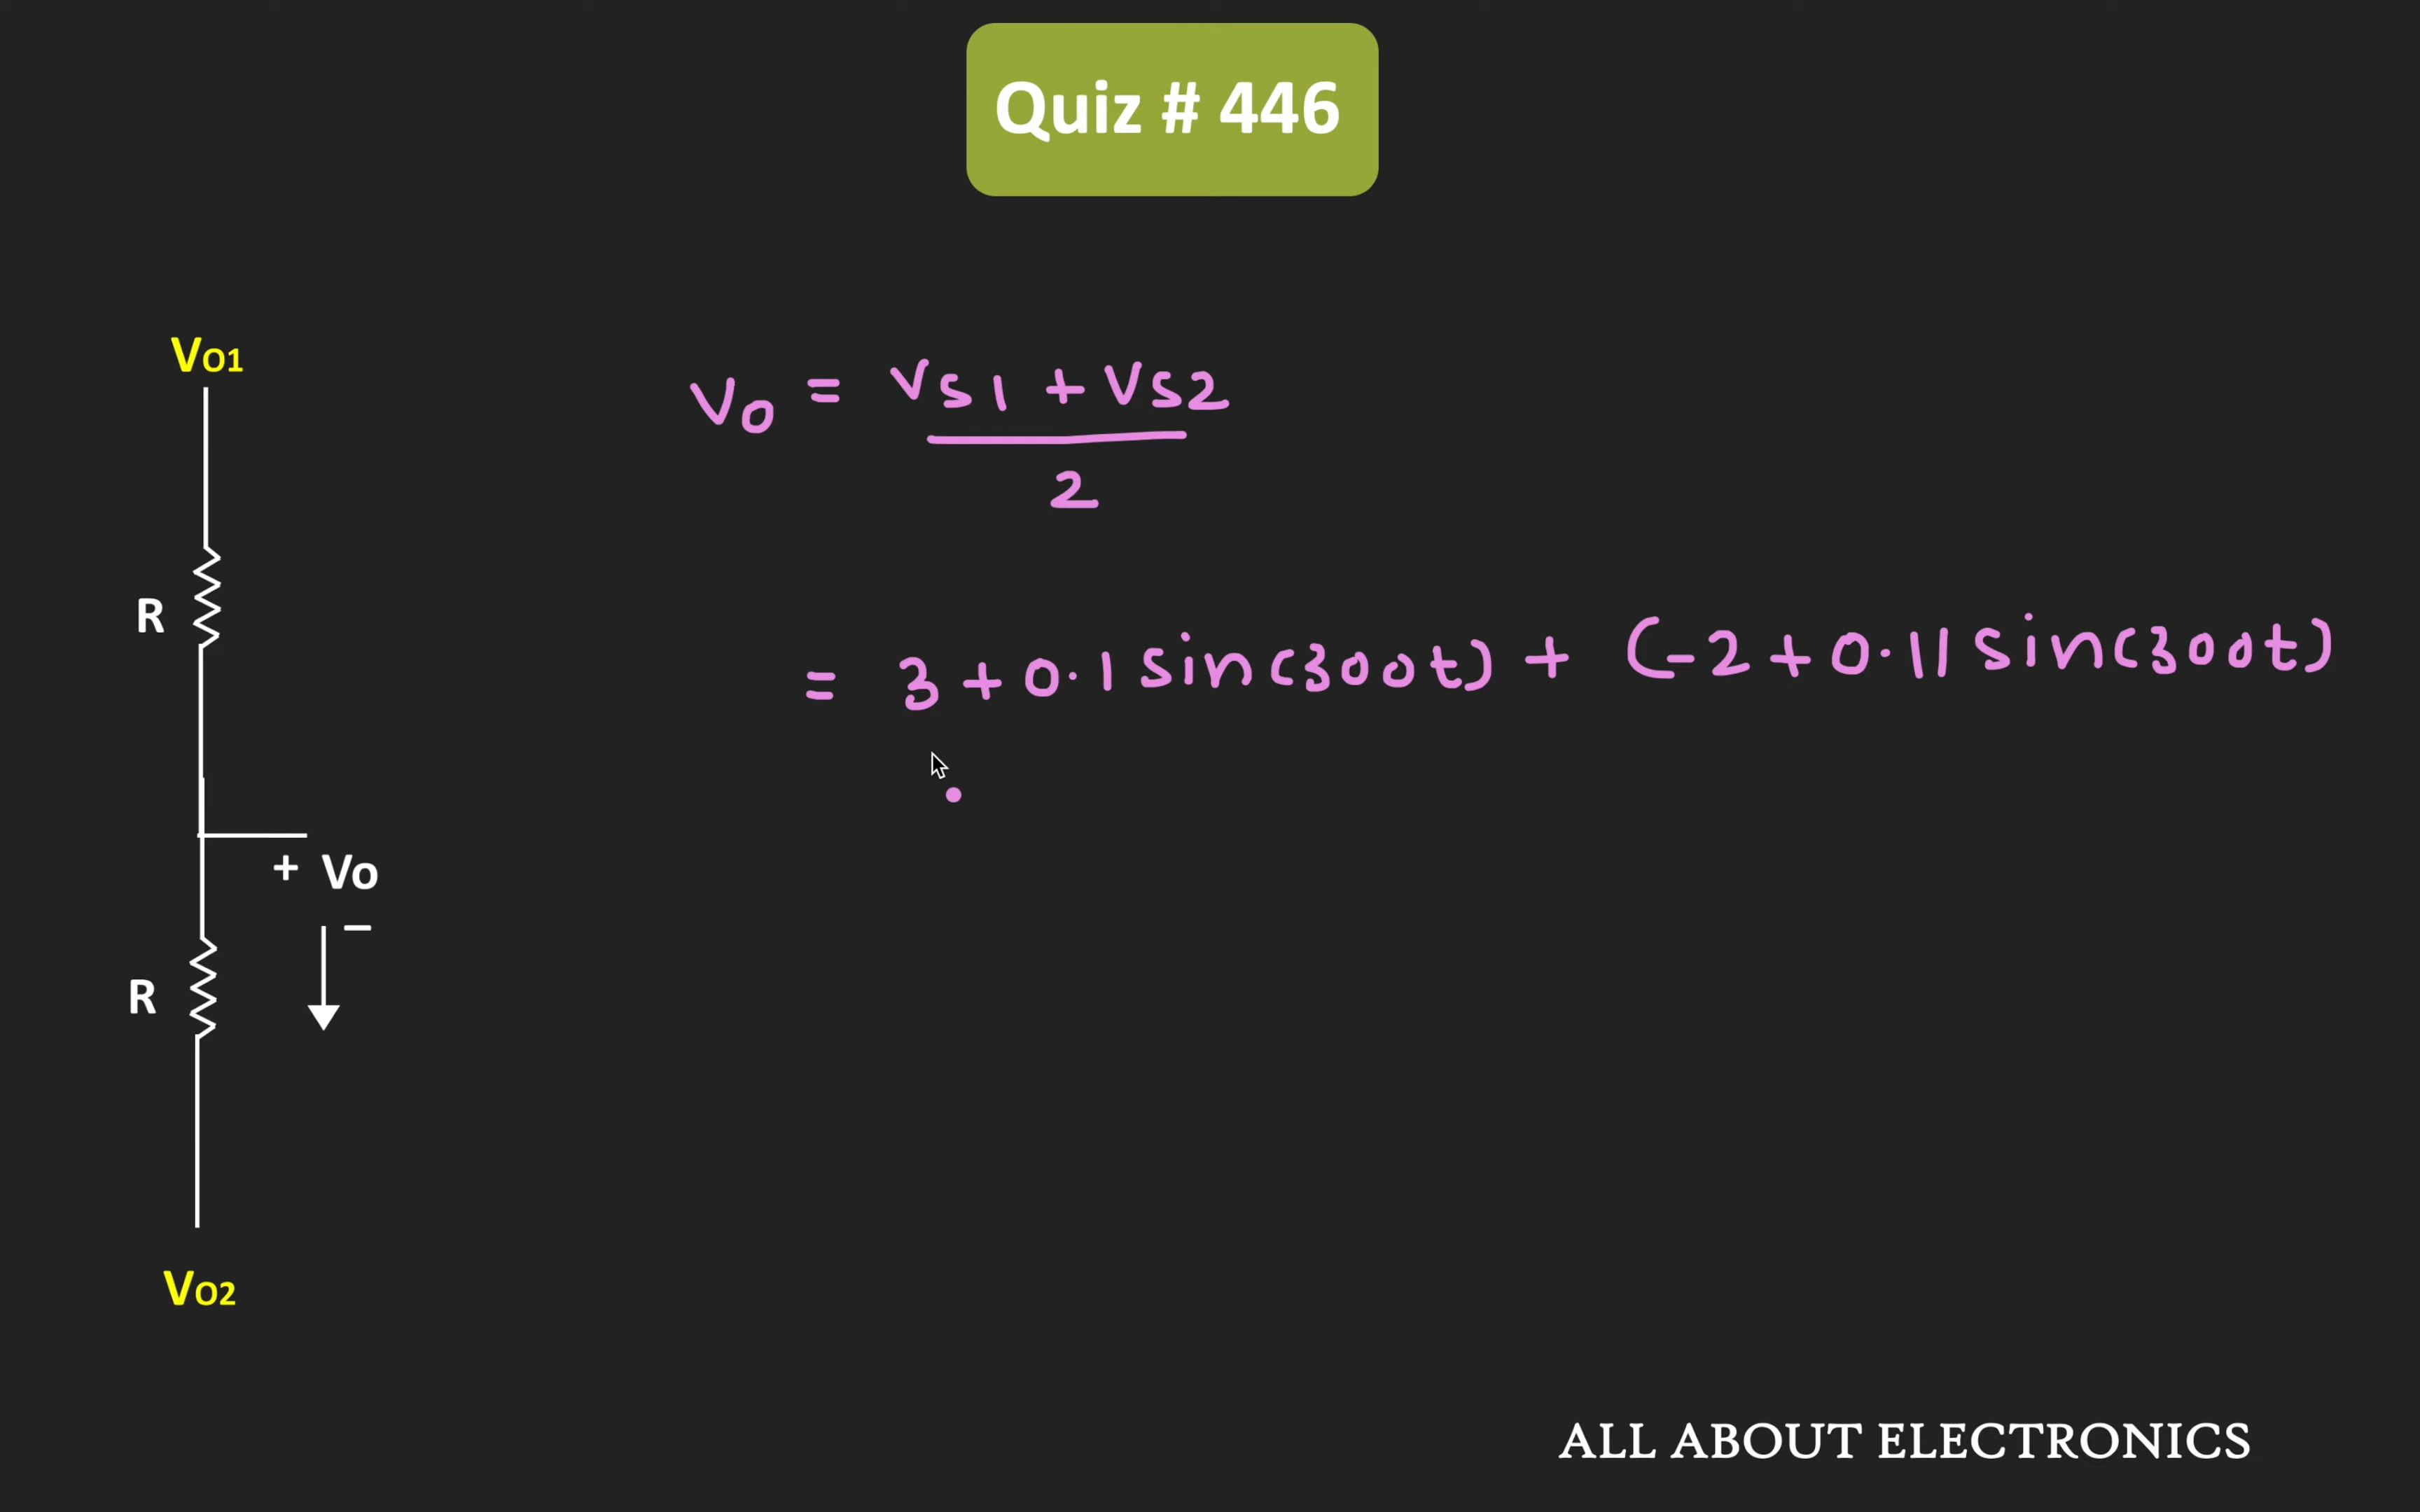 Quiz # 446
VO1
Vo = Vs1 + Vs2
2
R
= 3 + 0.1 sin(300t) + (-2 + 0.11 sin(300t)
+ Vo
−
R
VO2
ALL ABOUT ELECTRONICS